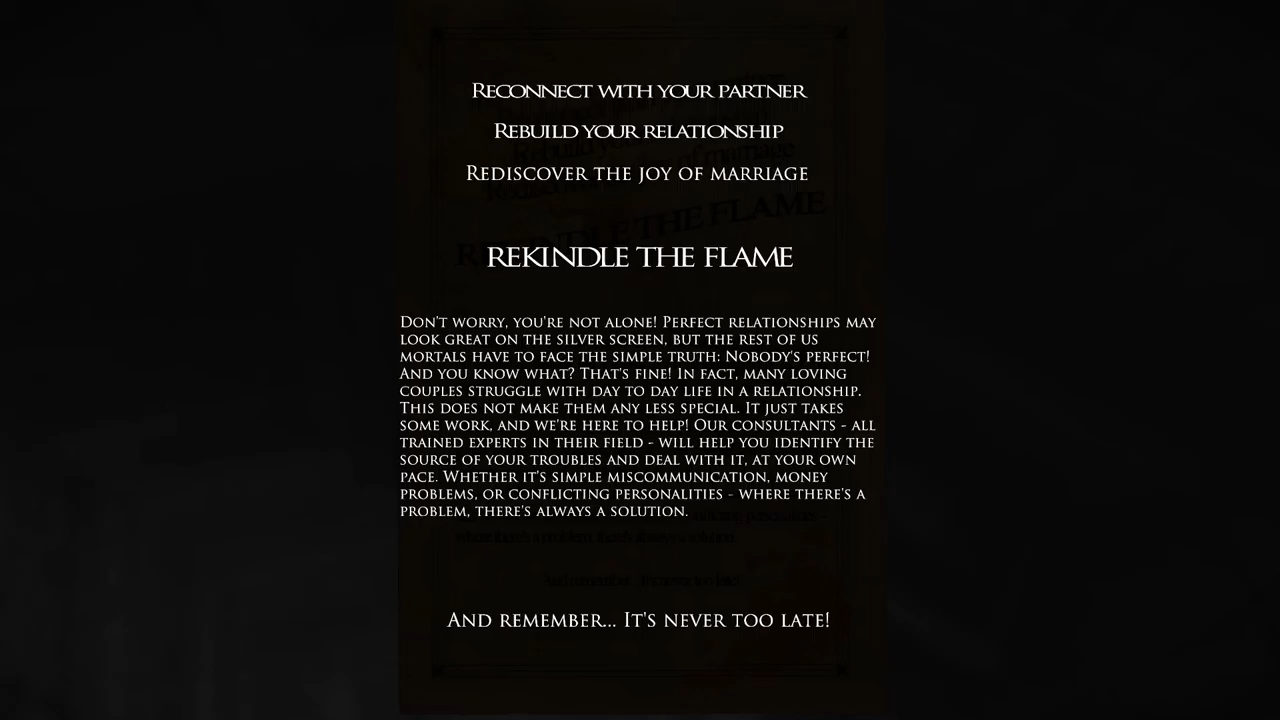 Reconnect with your partner
Rebuild your relationship
Rediscover the joy of marriage
REKINDLE THE FLAME
Don't worry, you're not alone! Perfect relationships may
look great on the silver screen, but the rest of us
mortals have to face the simple truth: Nobody's perfect!
And you know what? That's fine! In fact, many loving
couples struggle with day to day life in a relationship.
This does not make them any less special. It just takes
some work, and we're here to help! Our consultants - all
trained experts in their field - will help you identify the
source of your troubles and deal with it, at your own
pace. Whether it's simple miscommunication, money
problems, or conflicting personalities - where there's a
problem, there's always a solution.
And remember... It's never too late!